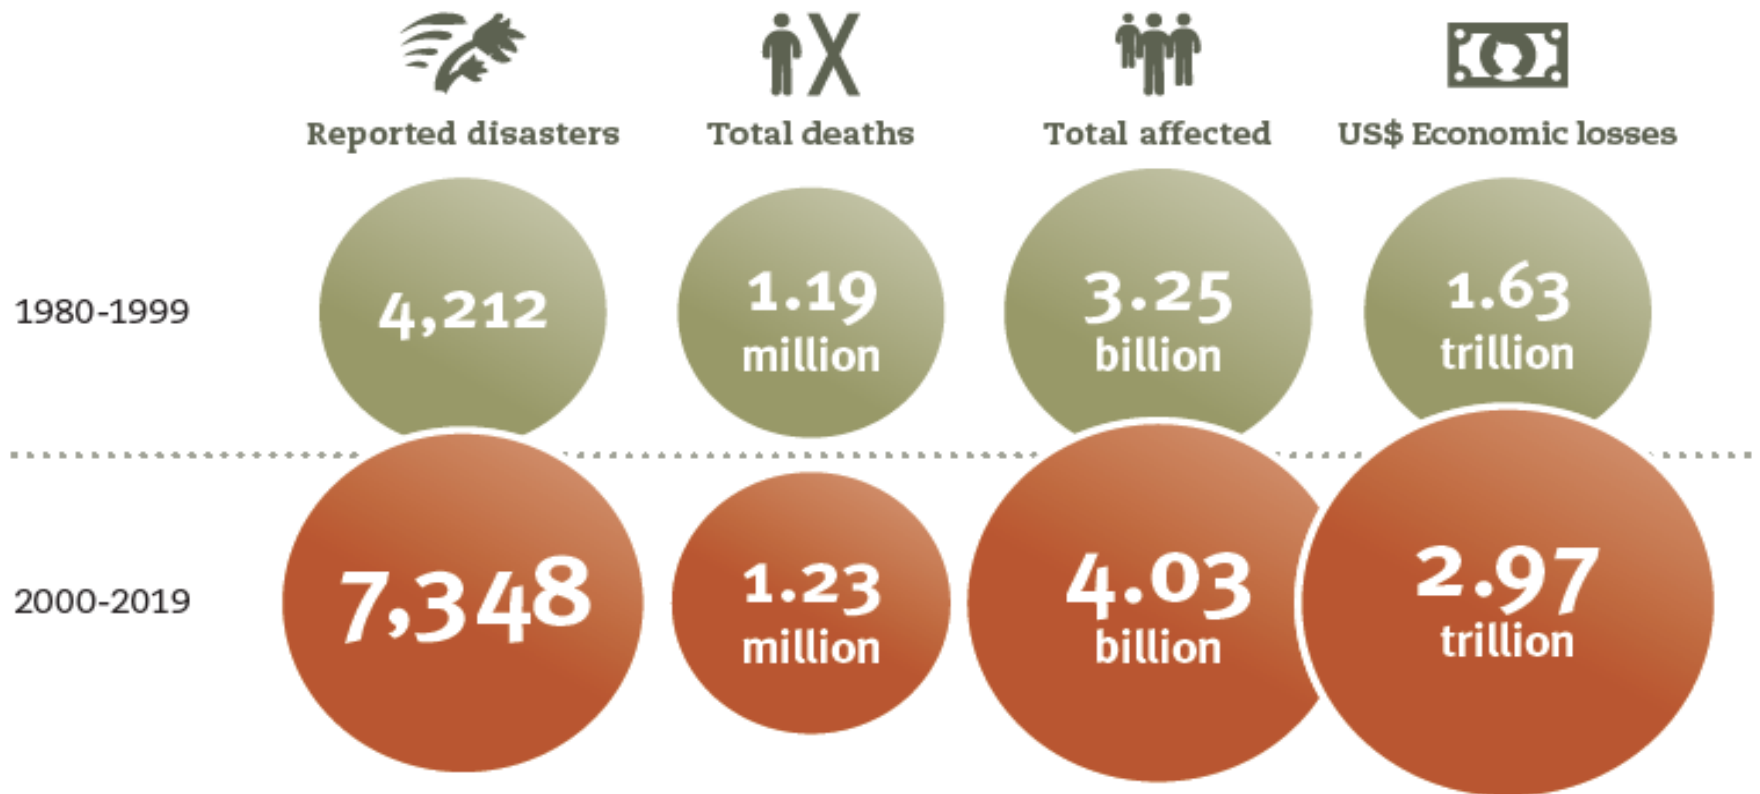 Reported disasters
Total deaths
Total affected
US$ Economic losses
1980-1999
4,212
1.19
million
3.25
billion
1.63
trillion
2000-2019
7,348
1.23
million
4.03
billion
2.97
trillion